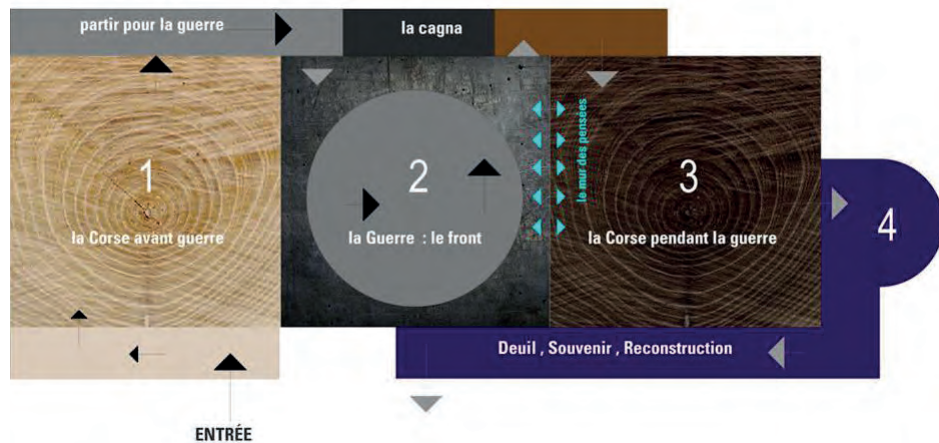 partir pour la guerre
la cagna
1
la Corse avant guerre
2
la Guerre : le front
le mur des pensées
3
la Corse pendant la guerre
4
Deuil , Souvenir , Reconstruction
ENTRÉE